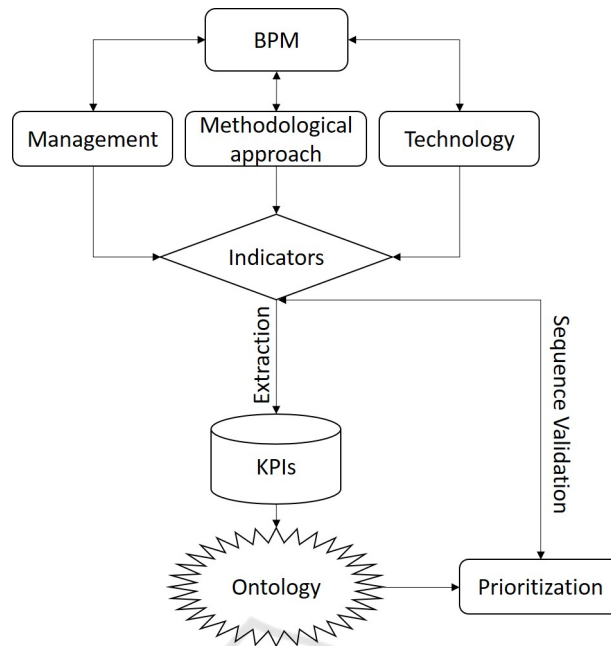 BPM
Management
Methodological
approach
Technology
Indicators
Extraction
Sequence Validation
KPIs
Ontology
Prioritization